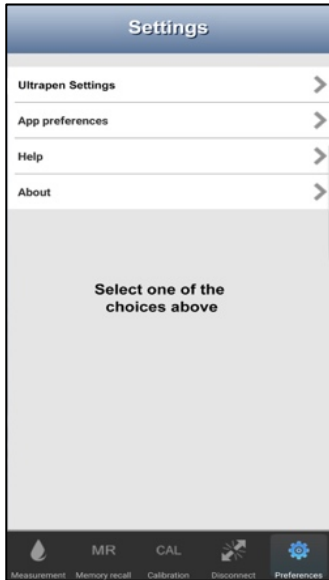 Settings
Ultrapen Settings
App preferences
Help
About
Select one of the
choices above
MR CAL
Measurement Memory recall Calibration Disconnect Preferences